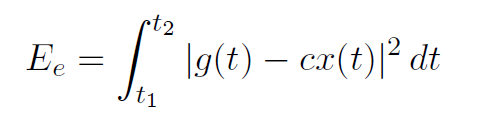 E_e = \int_{t_1}^{t_2} |g(t) - cx(t)|^2 dt